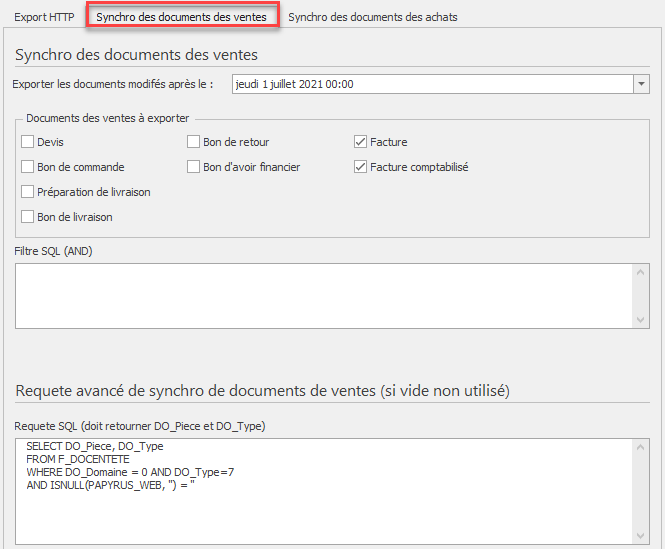 Export HTTP Synchro des documents des ventes Synchro des documents des achats
Synchro des documents des ventes
Exporter les documents modifiés après le : jeudi 1 juillet 2021 00:00
Documents des ventes à exporter
Devis Bon de retour Facture
Bon de commande Bon d'avoir financier Facture comptabilisé
Préparation de livraison
Bon de livraison
Filtre SQL (AND)
Requete avancé de synchro de documents de ventes (si vide non utilisé)
Requete SQL (doit retourner DO_Piece et DO_Type)
SELECT DO_Piece, DO_Type
FROM F_DOCENTETE
WHERE DO_Domaine = 0 AND DO_Type=7
AND ISNULL(PAPYRUS_WEB, '') = ''